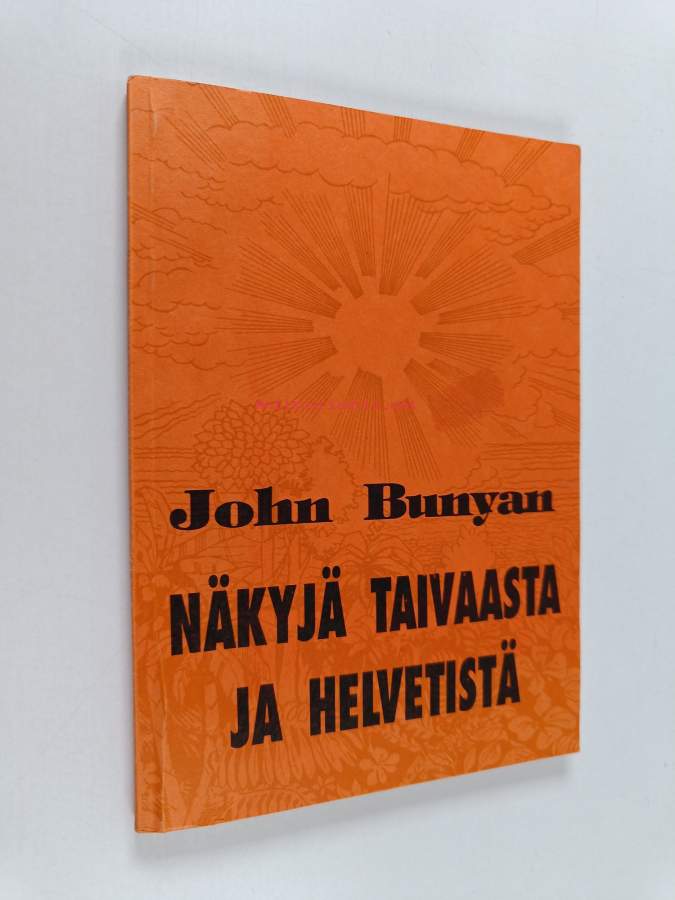 John Bunyan
NÄKYJÄ TAIVAASTA
JA HELVETISTÄ